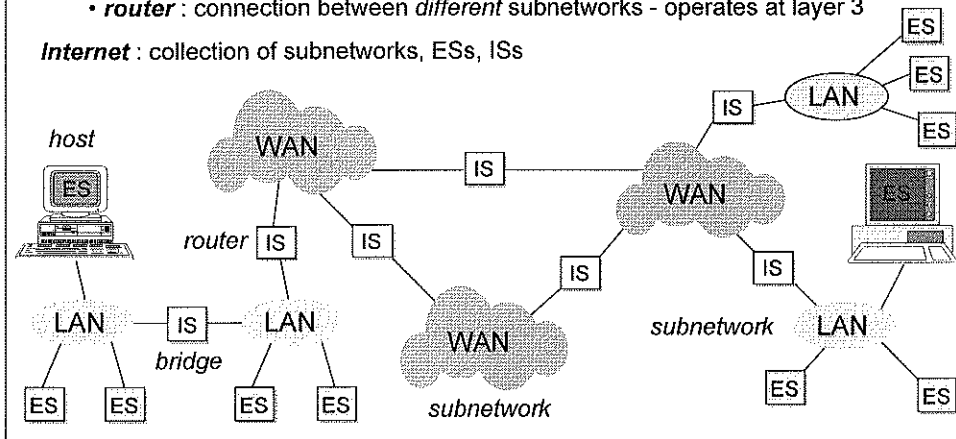 • router : connection between different subnetworks - operates at layer 3
Internet : collection of subnetworks, ESs, ISs
ES
ES
ES
LAN
IS
host
ES
WAN
IS
WAN
ES
router
IS
IS
IS
IS
LAN
IS
bridge
LAN
WAN
subnetwork
subnetwork
LAN
ES
ES
ES
ES
ES
ES